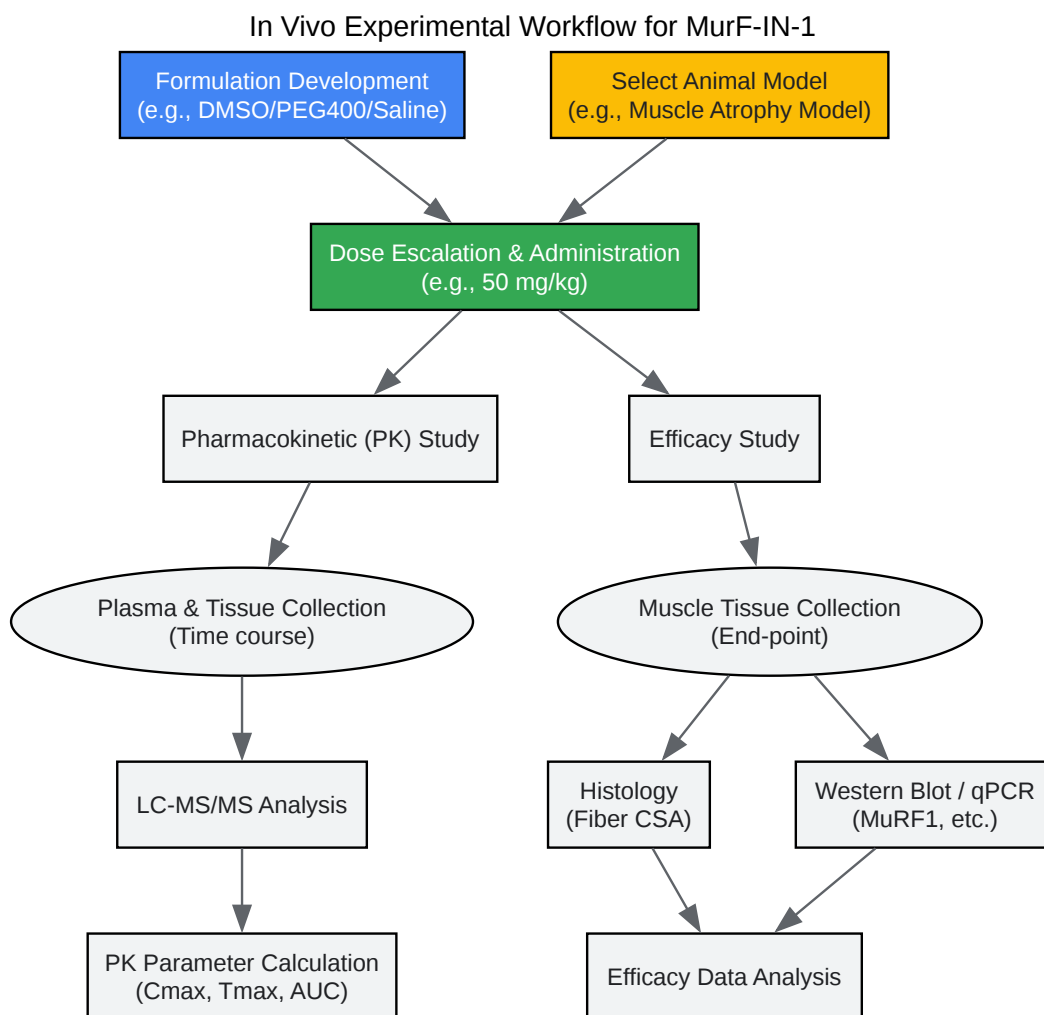 In Vivo Experimental Workflow for MurF-IN-1
Formulation Development
(e.g., DMSO/PEG400/Saline)
Select Animal Model
(e.g., Muscle Atrophy Model)
Dose Escalation & Administration
(e.g., 50 mg/kg)
Pharmacokinetic (PK) Study
Efficacy Study
Plasma & Tissue Collection
(Time course)
Muscle Tissue Collection
(End-point)
LC-MS/MS Analysis
Histology
(Fiber CSA)
Western Blot / qPCR
(MuRF1, etc.)
PK Parameter Calculation
(Cmax, Tmax, AUC)
Efficacy Data Analysis